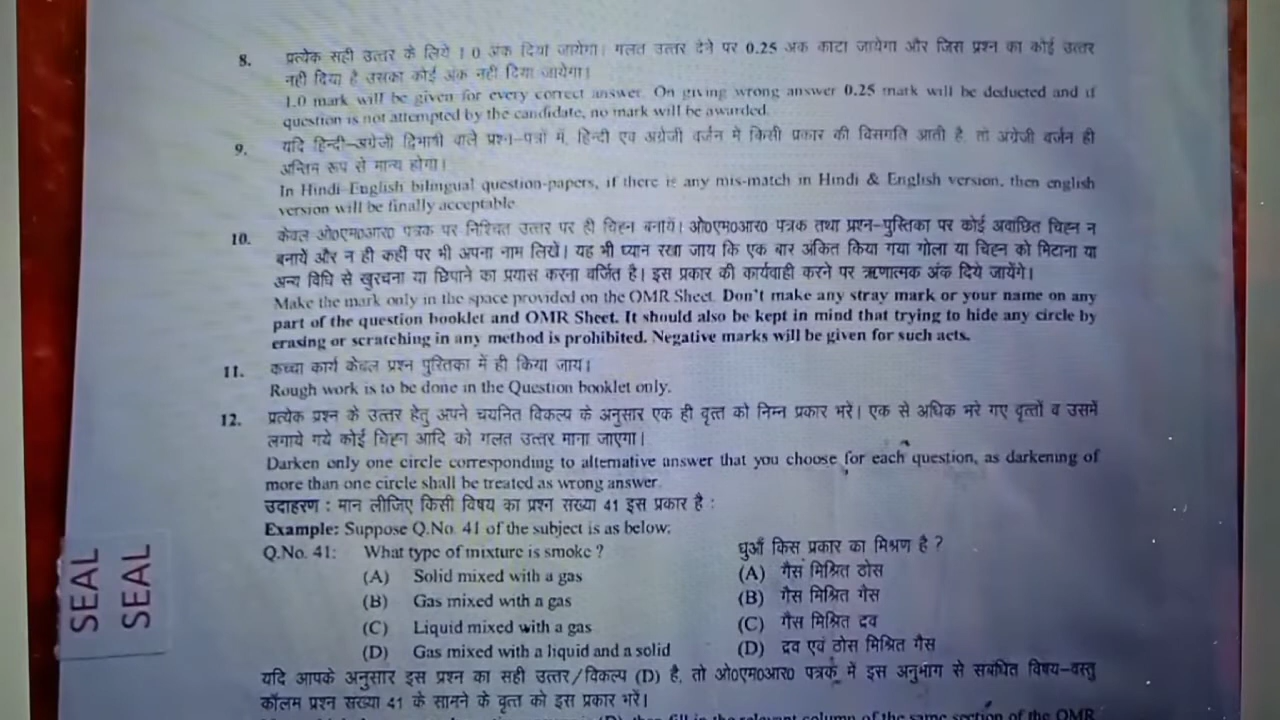 8. प्रत्येक सही उत्तर के लिये 1.0 अंक दिया जायेगा। गलत उत्तर देने पर 0.25 अंक काटा जायेगा और जिस प्रश्न का कोई उत्तर
नहीं दिया है उसका कोई अंक नहीं दिया जायेगा।
1.0 mark will be given for every correct answer. On giving wrong answer 0.25 mark will be deducted and if
question is not attempted by the candidate, no mark will be awarded.
9. यदि हिन्दी–अंग्रेजी द्विभाषी वाले प्रश्न–पत्रों में, हिन्दी एवं अंग्रेजी वर्जन में किसी प्रकार की विसंगति आती है, तो अंग्रेजी वर्जन ही
अन्तिम रूप से मान्य होगा।
In Hindi-English bilingual question-papers, if there is any mis-match in Hindi & English version, then english
version will be finally acceptable.
10. केवल ओ0एम0आर0 पत्रक पर निश्चित उत्तर पर ही चिह्न बनायें। ओ0एम0आर0 पत्रक तथा प्रश्न–पुस्तिका पर कोई अवांछित चिह्न न
बनायें और न ही कहीं पर भी अपना नाम लिखें। यह भी ध्यान रखा जाय कि एक बार अंकित किया गया गोला या चिह्न को मिटाना या
अन्य विधि से खुरचना या छिपाने का प्रयास करना वर्जित है। इस प्रकार की कार्यवाही करने पर ऋणात्मक अंक दिये जायेंगे।
Make the mark only in the space provided on the OMR Sheet. Don't make any stray mark or your name on any
part of the question booklet and OMR Sheet. It should also be kept in mind that trying to hide any circle by
erasing or scratching in any method is prohibited. Negative marks will be given for such acts.
11. कच्चा कार्य केवल प्रश्न पुस्तिका में ही किया जाय।
Rough work is to be done in the Question booklet only.
12. प्रत्येक प्रश्न के उत्तर हेतु अपने चयनित विकल्प के अनुसार एक ही वृत्त को निम्न प्रकार भरें। एक से अधिक भरे गए वृत्तों व उसमें
लगाये गये कोई चिह्न आदि को गलत उत्तर माना जाएगा।
Darken only one circle corresponding to alternative answer that you choose for each question, as darkening of
more than one circle shall be treated as wrong answer.
उदाहरण : मान लीजिए किसी विषय का प्रश्न संख्या 41 इस प्रकार है :
Example: Suppose Q.No. 41 of the subject is as below:
Q.No. 41: What type of mixture is smoke ? धुआँ किस प्रकार का मिश्रण है ?
(A) Solid mixed with a gas (A) गैस मिश्रित ठोस
(B) Gas mixed with a gas (B) गैस मिश्रित गैस
(C) Liquid mixed with a gas (C) गैस मिश्रित द्रव
(D) Gas mixed with a liquid and a solid (D) द्रव एवं ठोस मिश्रित गैस
यदि आपके अनुसार इस प्रश्न का सही उत्तर/विकल्प (D) है, तो ओ0एम0आर0 पत्रक में इस अनुभाग से संबंधित विषय–वस्तु
कॉलम प्रश्न संख्या 41 के सामने के वृत्त को इस प्रकार भरें।
(D), then fill in the relevant column of the same section of the OMR
SEAL
SEAL